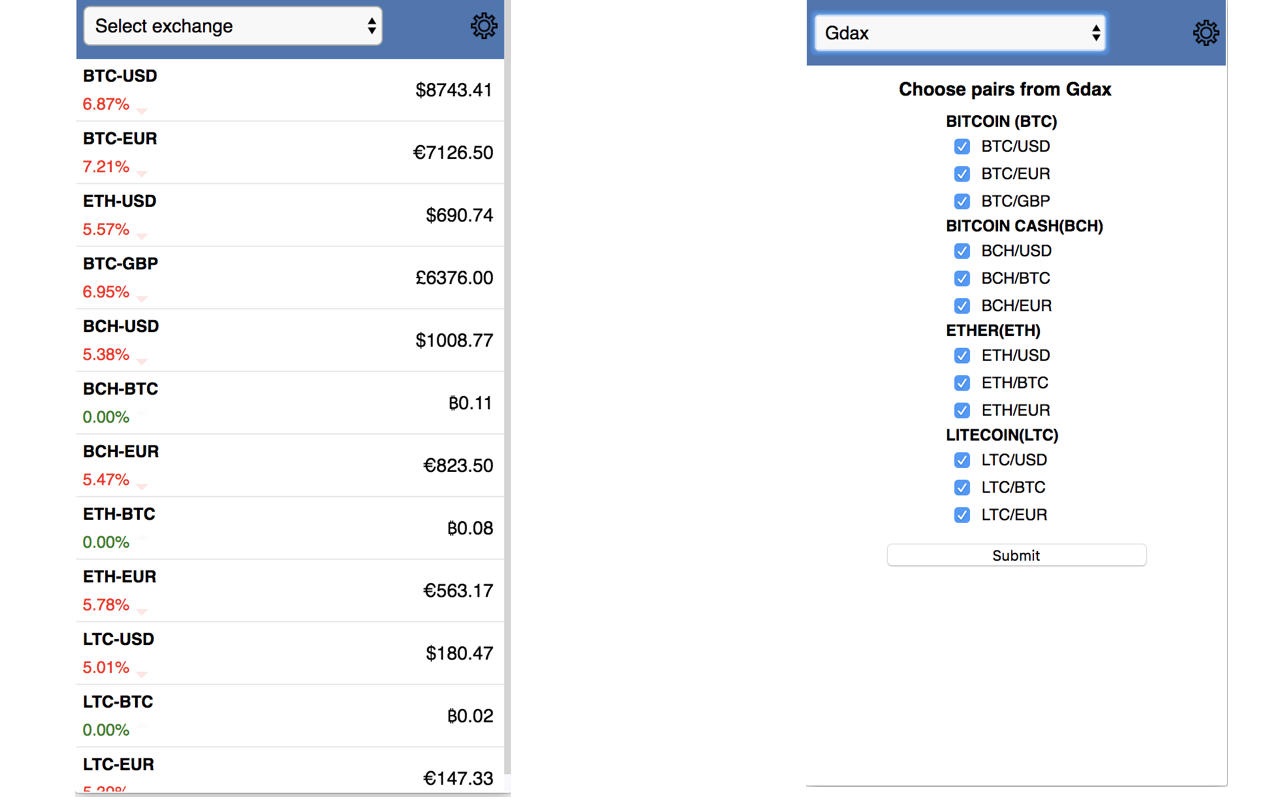 Select exchange
BTC-USD
6.87%
$8743.41
BTC-EUR
7.21%
€7126.50
ETH-USD
5.57%
$690.74
BTC-GBP
6.95%
£6376.00
BCH-USD
5.38%
$1008.77
BCH-BTC
0.00%
฿0.11
BCH-EUR
5.47%
€823.50
ETH-BTC
0.00%
฿0.08
ETH-EUR
5.78%
€563.17
LTC-USD
5.01%
$180.47
LTC-BTC
0.00%
฿0.02
LTC-EUR
€147.33
Gdax
Choose pairs from Gdax
BITCOIN (BTC)
BTC/USD
BTC/EUR
BTC/GBP
BITCOIN CASH(BCH)
BCH/USD
BCH/BTC
BCH/EUR
ETHER(ETH)
ETH/USD
ETH/BTC
ETH/EUR
LITECOIN(LTC)
LTC/USD
LTC/BTC
LTC/EUR
Submit